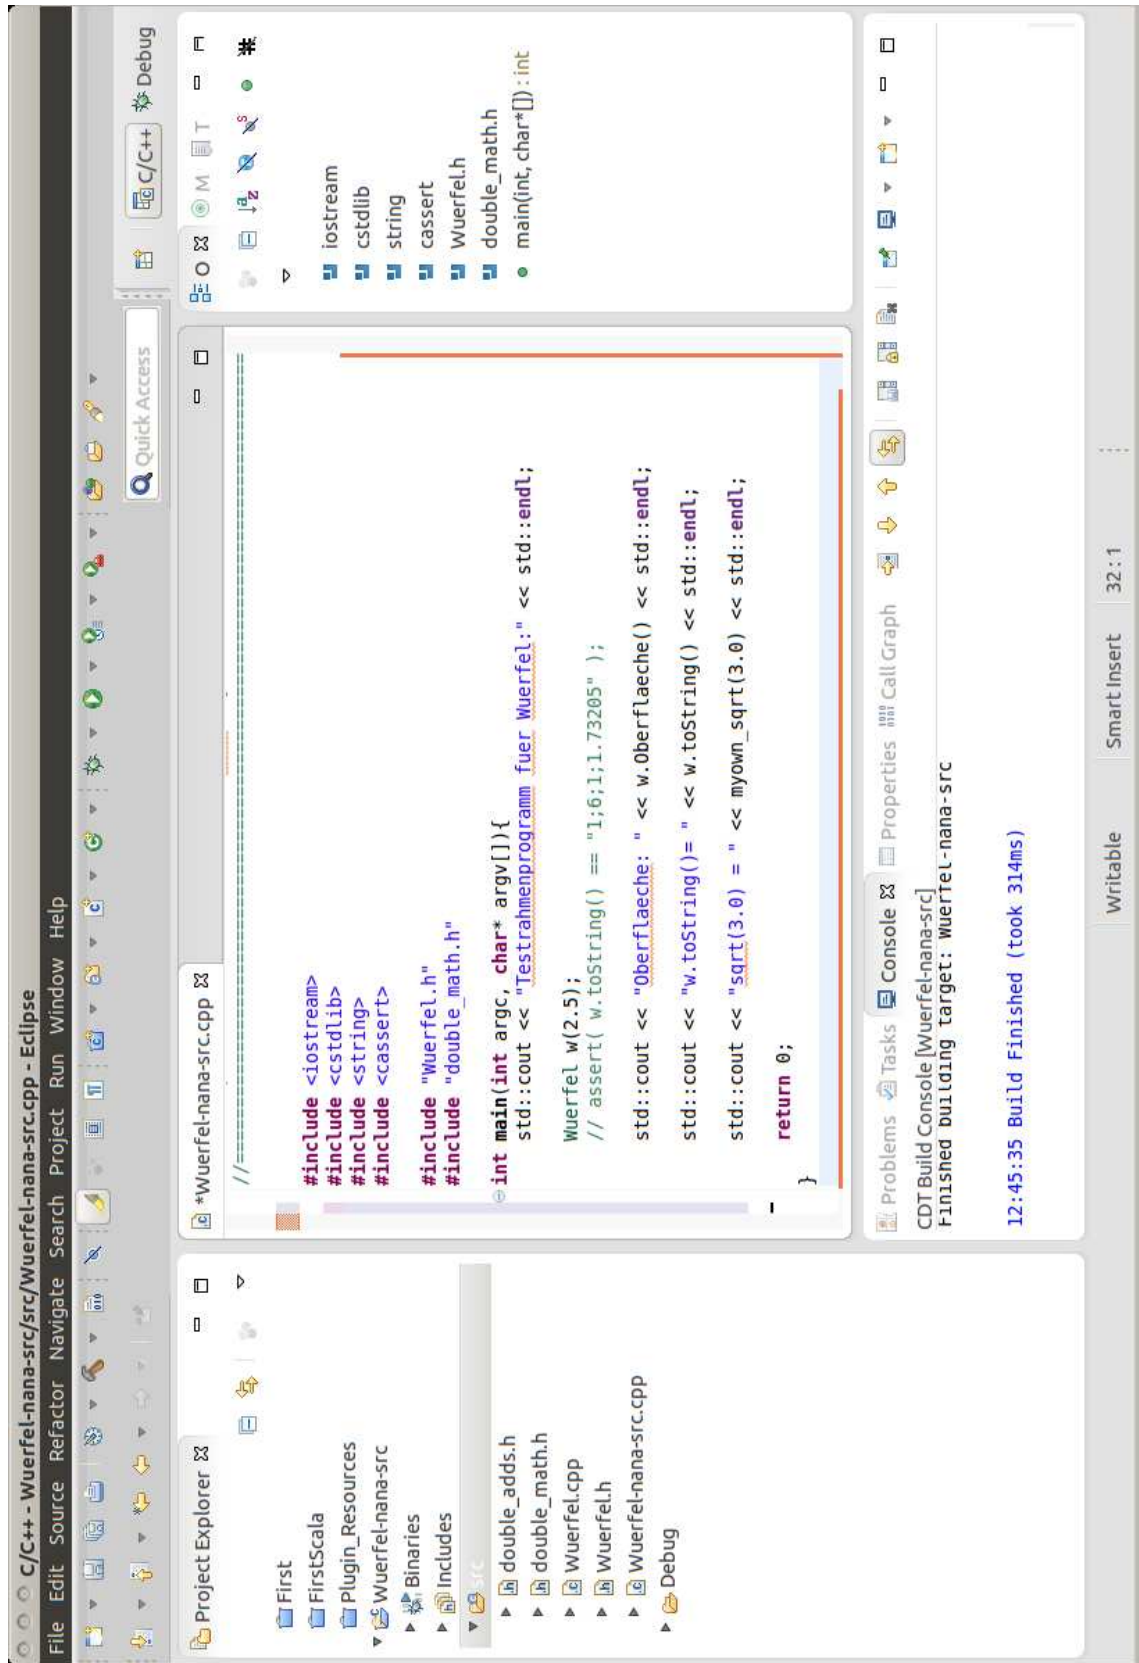 C/C++ - Wuerfel-nana-src/src/Wuerfel-nana-src.cpp - Eclipse
File Edit Source Refactor Navigate Search Project Run Window Help
Quick Access
C/C++
Debug
Project Explorer
First
FirstScala
Plugin_Resources
Wuerfel-nana-src
Binaries
Includes
src
double_adds.h
double_math.h
Wuerfel.cpp
Wuerfel.h
Wuerfel-nana-src.cpp
Debug
*Wuerfel-nana-src.cpp
#include <iostream>
#include <cstdlib>
#include <string>
#include <cassert>
#include "Wuerfel.h"
#include "double_math.h"
int main(int argc, char* argv[]){
std::cout << "Testrahmenprogramm fuer Wuerfel:" << std::endl;
Wuerfel w(2.5);
// assert( w.toString() == "1;6;1;1.73205" );
std::cout << "Oberflaeche: " << w.Oberflaeche() << std::endl;
std::cout << "w.toString()= " << w.toString() << std::endl;
std::cout << "sqrt(3.0) = " << myown_sqrt(3.0) << std::endl;
return 0;
}
O M T
iostream
cstdlib
string
cassert
Wuerfel.h
double_math.h
main(int, char*[]) : int
Problems Tasks Console Properties Call Graph
CDT Build Console [Wuerfel-nana-src]
Finished building target: Wuerfel-nana-src
12:45:35 Build Finished (took 314ms)
Writable Smart Insert 32 : 1